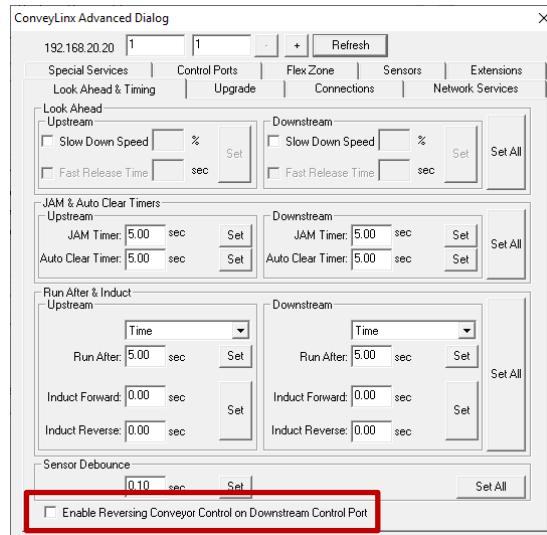 ConveyLinx Advanced Dialog
192.168.20.20 1 1 - + Refresh
Special Services Control Ports FlexZone Sensors Extensions
Look Ahead & Timing Upgrade Connections Network Services
Look Ahead
Upstream Downstream
Slow Down Speed % Set Slow Down Speed % Set Set All
Fast Release Time sec Fast Release Time sec
JAM & Auto Clear Timers
Upstream Downstream
JAM Timer: 5.00 sec Set JAM Timer: 5.00 sec Set Set All
Auto Clear Timer: 5.00 sec Set Auto Clear Timer: 5.00 sec Set
Run After & Induct
Upstream Downstream
Time Time
Run After: 5.00 sec Set Run After: 5.00 sec Set Set All
Induct Forward: 0.00 sec Set Induct Forward: 0.00 sec Set
Induct Reverse: 0.00 sec Induct Reverse: 0.00 sec
Sensor Debounce
0.10 sec Set Set All
Enable Reversing Conveyor Control on Downstream Control Port